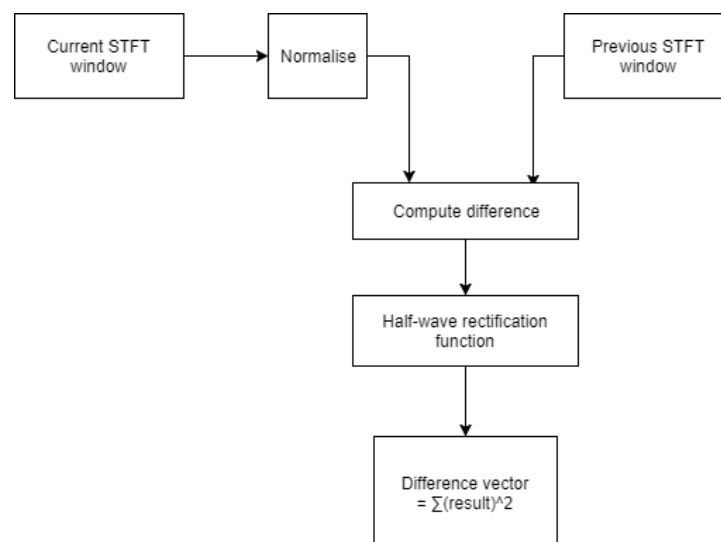 Current STFT
window
Normalise
Previous STFT
window
Compute difference
Half-wave rectification
function
Difference vector
= ∑(result)^2